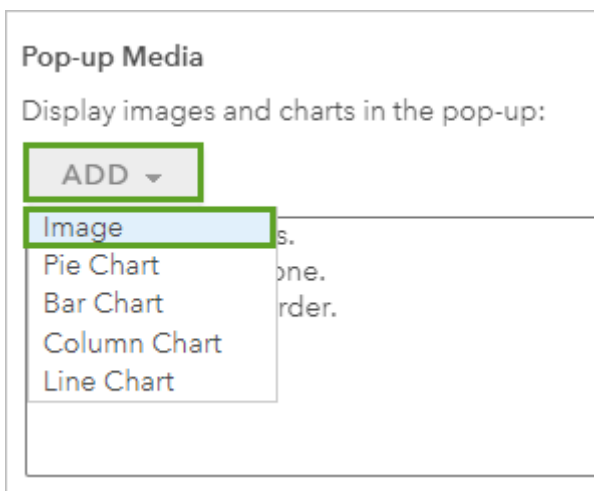 Pop-up Media
Display images and charts in the pop-up:
ADD
Image
Pie Chart
Bar Chart
Column Chart
Line Chart